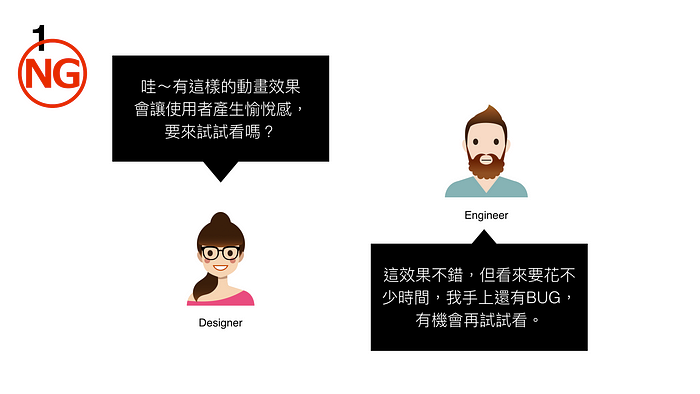 1
NG
哇～有這樣的動畫效果
會讓使用者產生愉悅感，
要來試試看嗎？
Designer
Engineer
這效果不錯，但看來要花不
少時間，我手上還有BUG，
有機會再試試看。